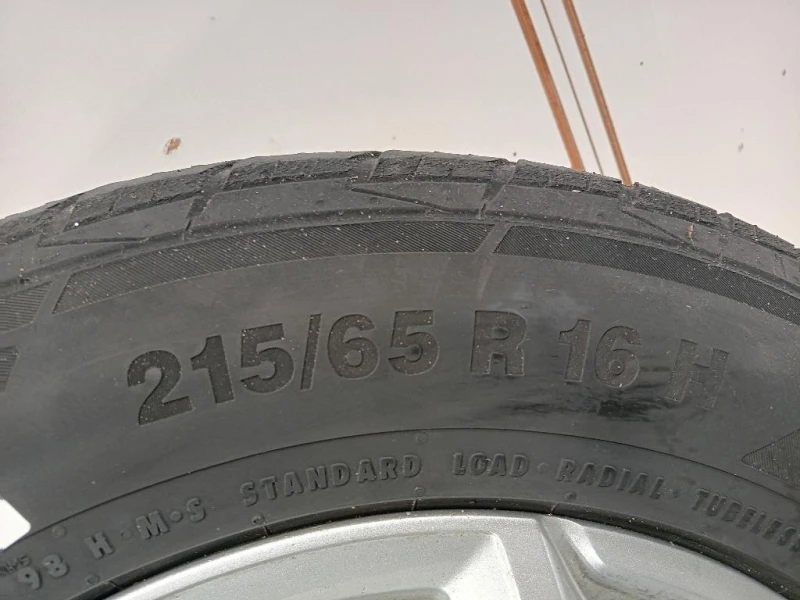 215/65 R 16 H
98 H·M·S STANDARD LOAD·RADIAL·TUBELESS